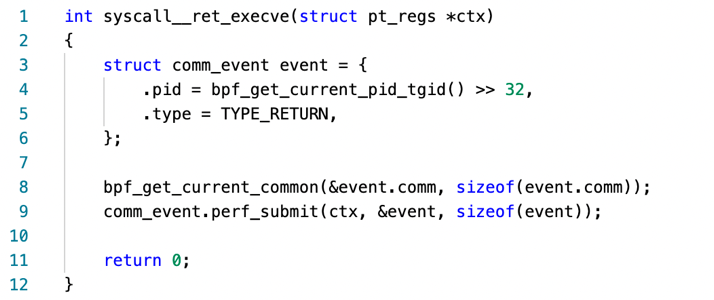 1 int syscall__ret_execve(struct pt_regs *ctx)
2 {
3     struct comm_event event = {
4         .pid = bpf_get_current_pid_tgid() >> 32,
5         .type = TYPE_RETURN,
6     };
7
8     bpf_get_current_common(&event.comm, sizeof(event.comm));
9     comm_event.perf_submit(ctx, &event, sizeof(event));
10
11     return 0;
12 }